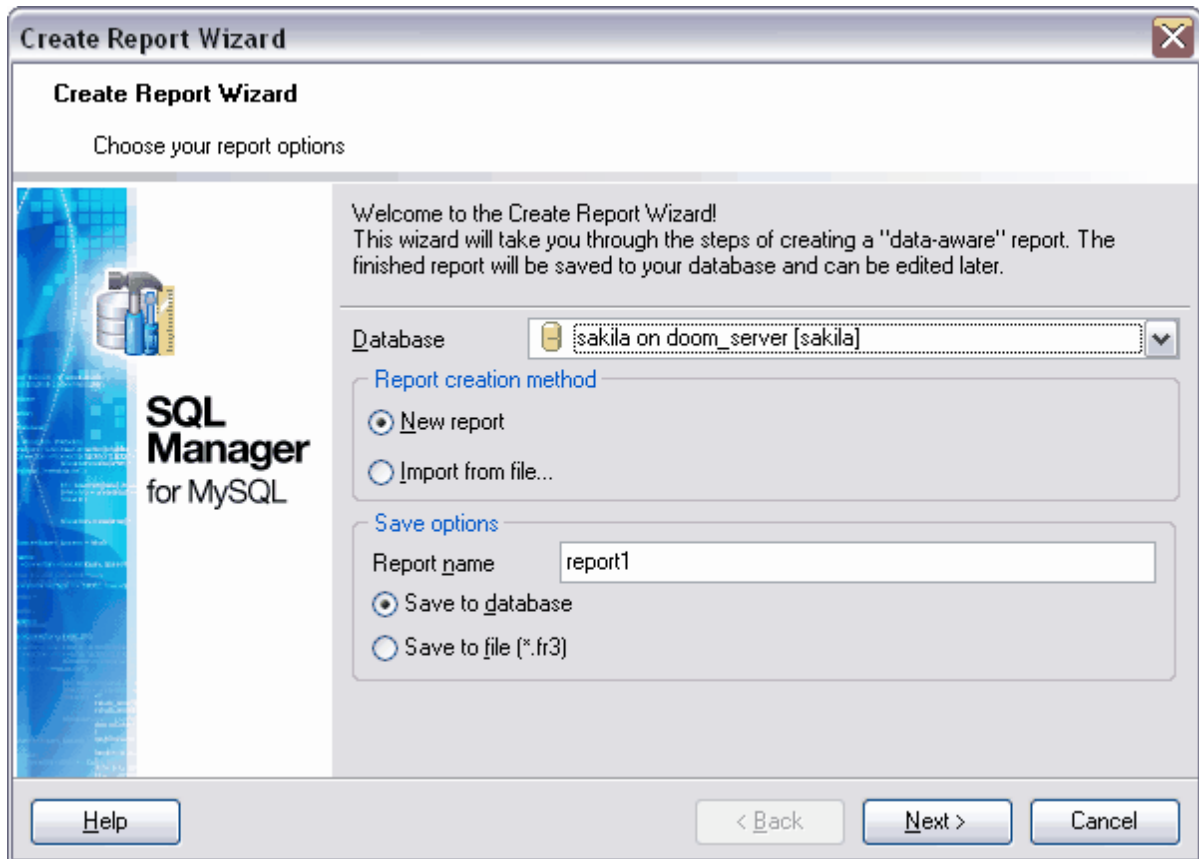 Create Report Wizard
Create Report Wizard
Choose your report options
Welcome to the Create Report Wizard!
This wizard will take you through the steps of creating a "data-aware" report. The
finished report will be saved to your database and can be edited later.
SQL
Manager
for MySQL
Database sakila on doom_server [sakila]
Report creation method
New report
Import from file...
Save options
Report name report1
Save to database
Save to file (*.fr3)
Help < Back Next > Cancel